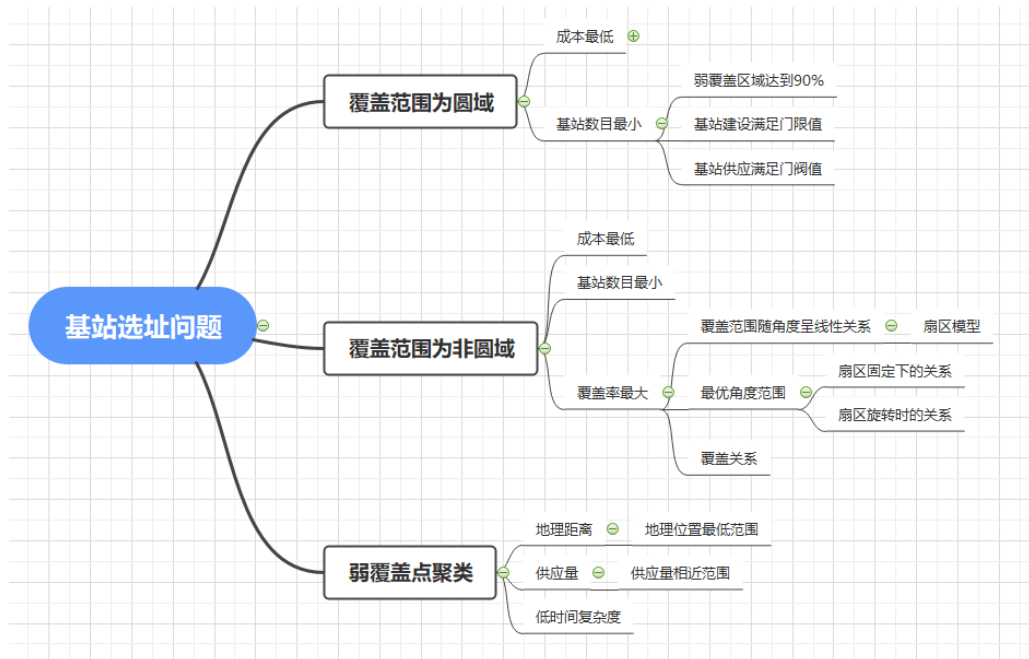 基站选址问题
覆盖范围为圆域
成本最低
基站数目最小
弱覆盖区域达到90%
基站建设满足门限值
基站供应满足门阀值
覆盖范围为非圆域
成本最低
基站数目最小
覆盖率最大
覆盖范围随角度呈线性关系
扇区模型
最优角度范围
扇区固定下的关系
扇区旋转时的关系
覆盖关系
弱覆盖点聚类
地理距离
地理位置最低范围
供应量
供应量相近范围
低时间复杂度